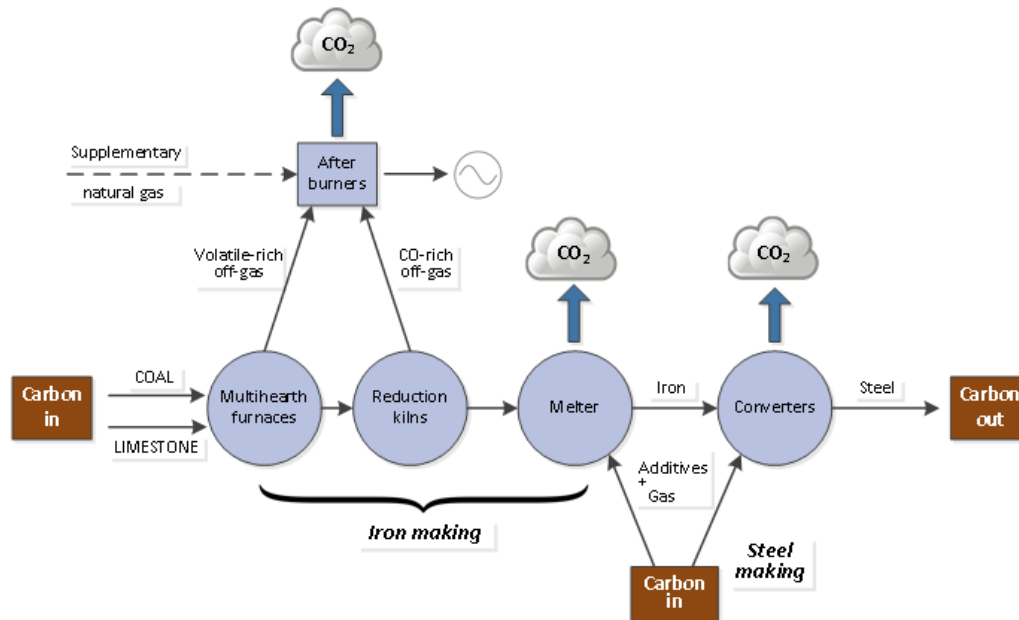 CO₂
Supplementary
natural gas
After
burners
Volatile-rich
off-gas
CO-rich
off-gas
CO₂
CO₂
Carbon
in
COAL
LIMESTONE
Multihearth
furnaces
Reduction
kilns
Melter
Iron
Converters
Steel
Carbon
out
Additives
+
Gas
Iron making
Steel
making
Carbon
in